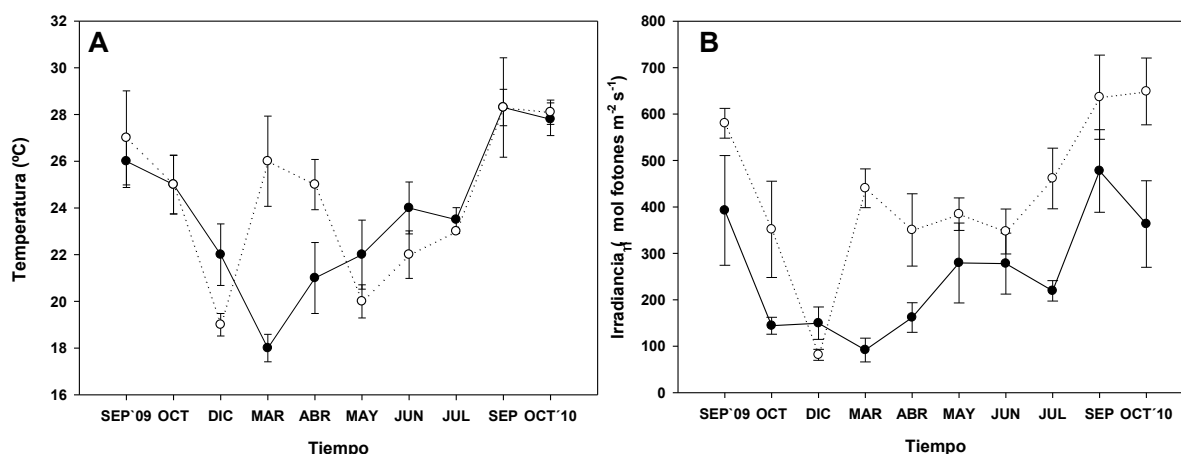 A
Temperatura (ºC)
32
30
28
26
24
22
20
18
16
SEP`09 OCT DIC MAR ABR MAY JUN JUL SEP OCT´10
Tiempo
B
Irradiancia ( mol fotones m-2 s-1)
800
700
600
500
400
300
200
100
0
SEP`09 OCT DIC MAR ABR MAY JUN JUL SEP OCT´10
Tiempo